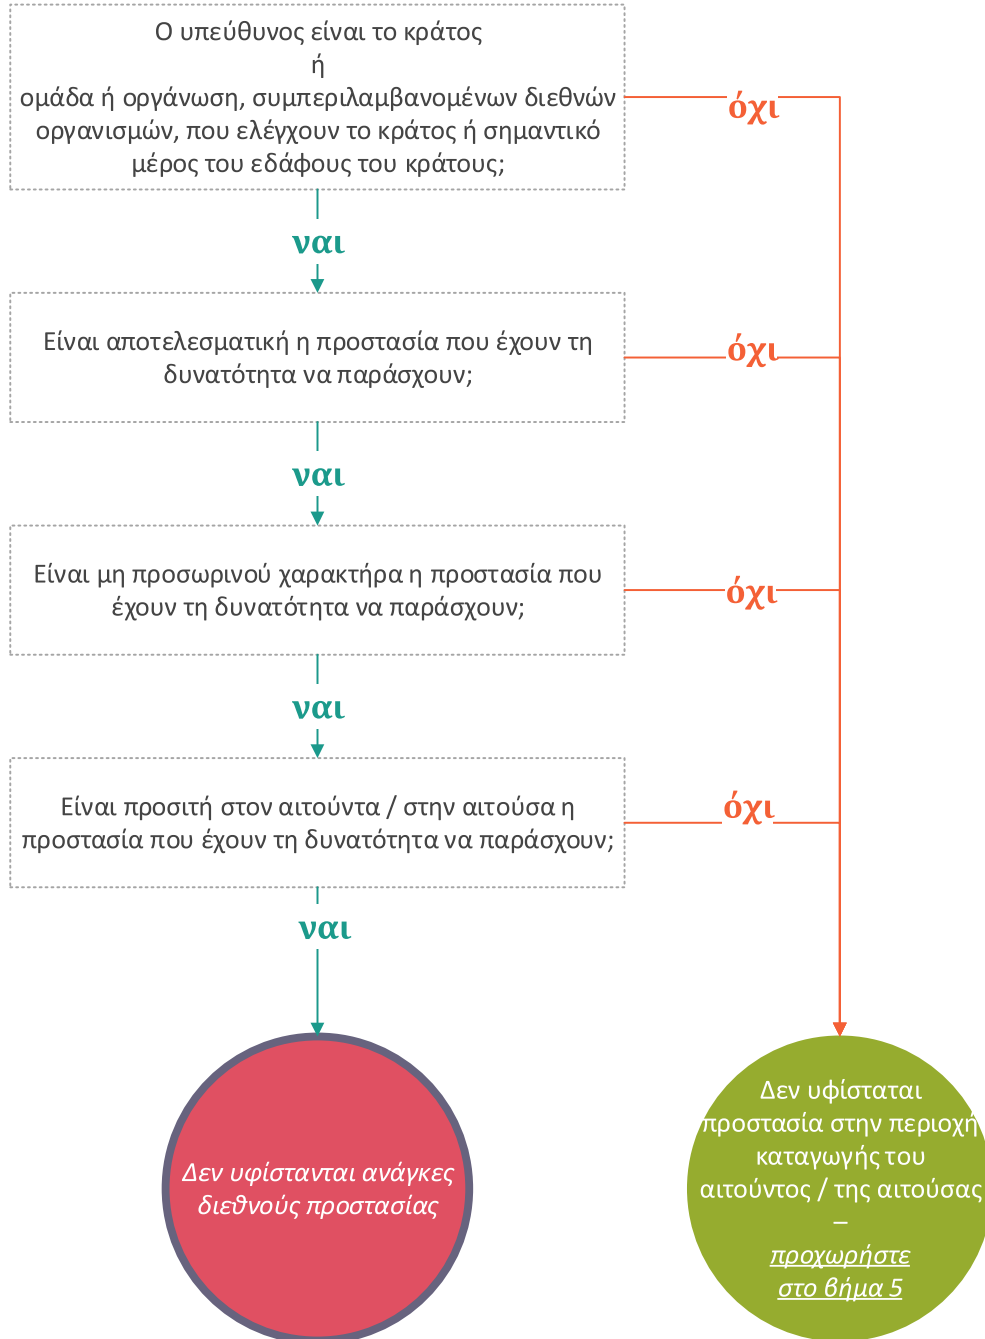 Ο υπεύθυνος είναι το κράτος
ή
ομάδα ή οργάνωση, συμπεριλαμβανομένων διεθνών
οργανισμών, που ελέγχουν το κράτος ή σημαντικό
μέρος του εδάφους του κράτους;
όχι
ναι
Είναι αποτελεσματική η προστασία που έχουν τη
δυνατότητα να παράσχουν;
όχι
ναι
Είναι μη προσωρινού χαρακτήρα η προστασία που
έχουν τη δυνατότητα να παράσχουν;
όχι
ναι
Είναι προσιτή στον αιτούντα / στην αιτούσα η
προστασία που έχουν τη δυνατότητα να παράσχουν;
όχι
ναι
Δεν υφίστανται ανάγκες
διεθνούς προστασίας
Δεν υφίσταται
προστασία στην περιοχή
καταγωγής του
αιτούντος / της αιτούσας
–
προχωρήστε
στο βήμα 5